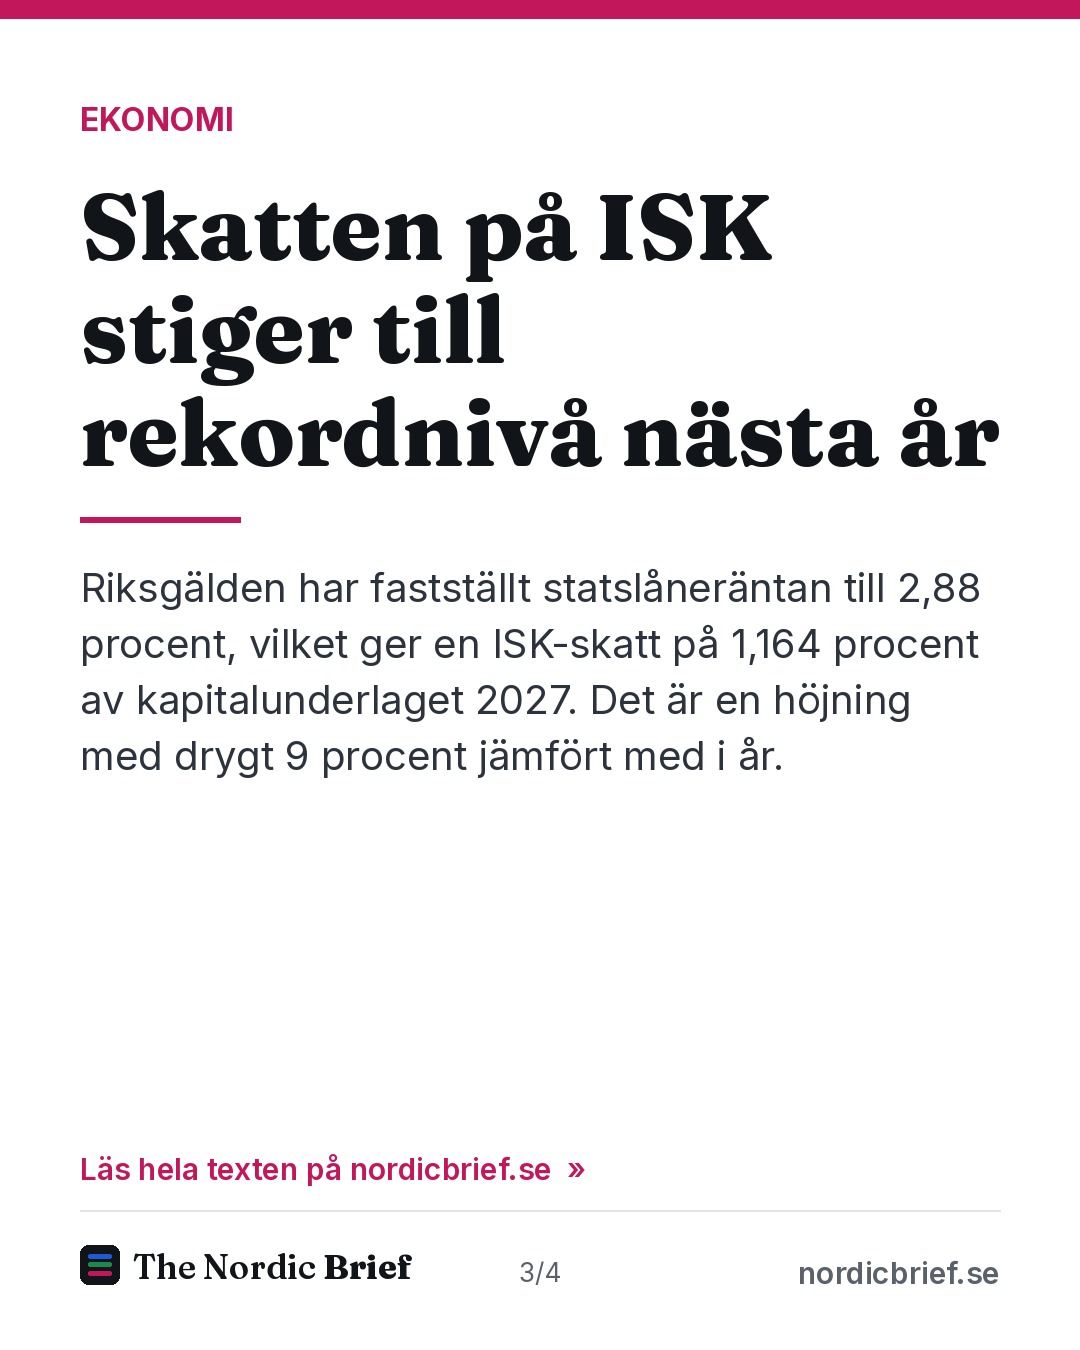 EKONOMI
Skatten på ISK
stiger till
rekordnivå nästa år
Riksgälden har fastställt statslåneräntan till 2,88
procent, vilket ger en ISK-skatt på 1,164 procent
av kapitalunderlaget 2027. Det är en höjning
med drygt 9 procent jämfört med i år.
Läs hela texten på nordicbrief.se »
The Nordic Brief
3/4
nordicbrief.se